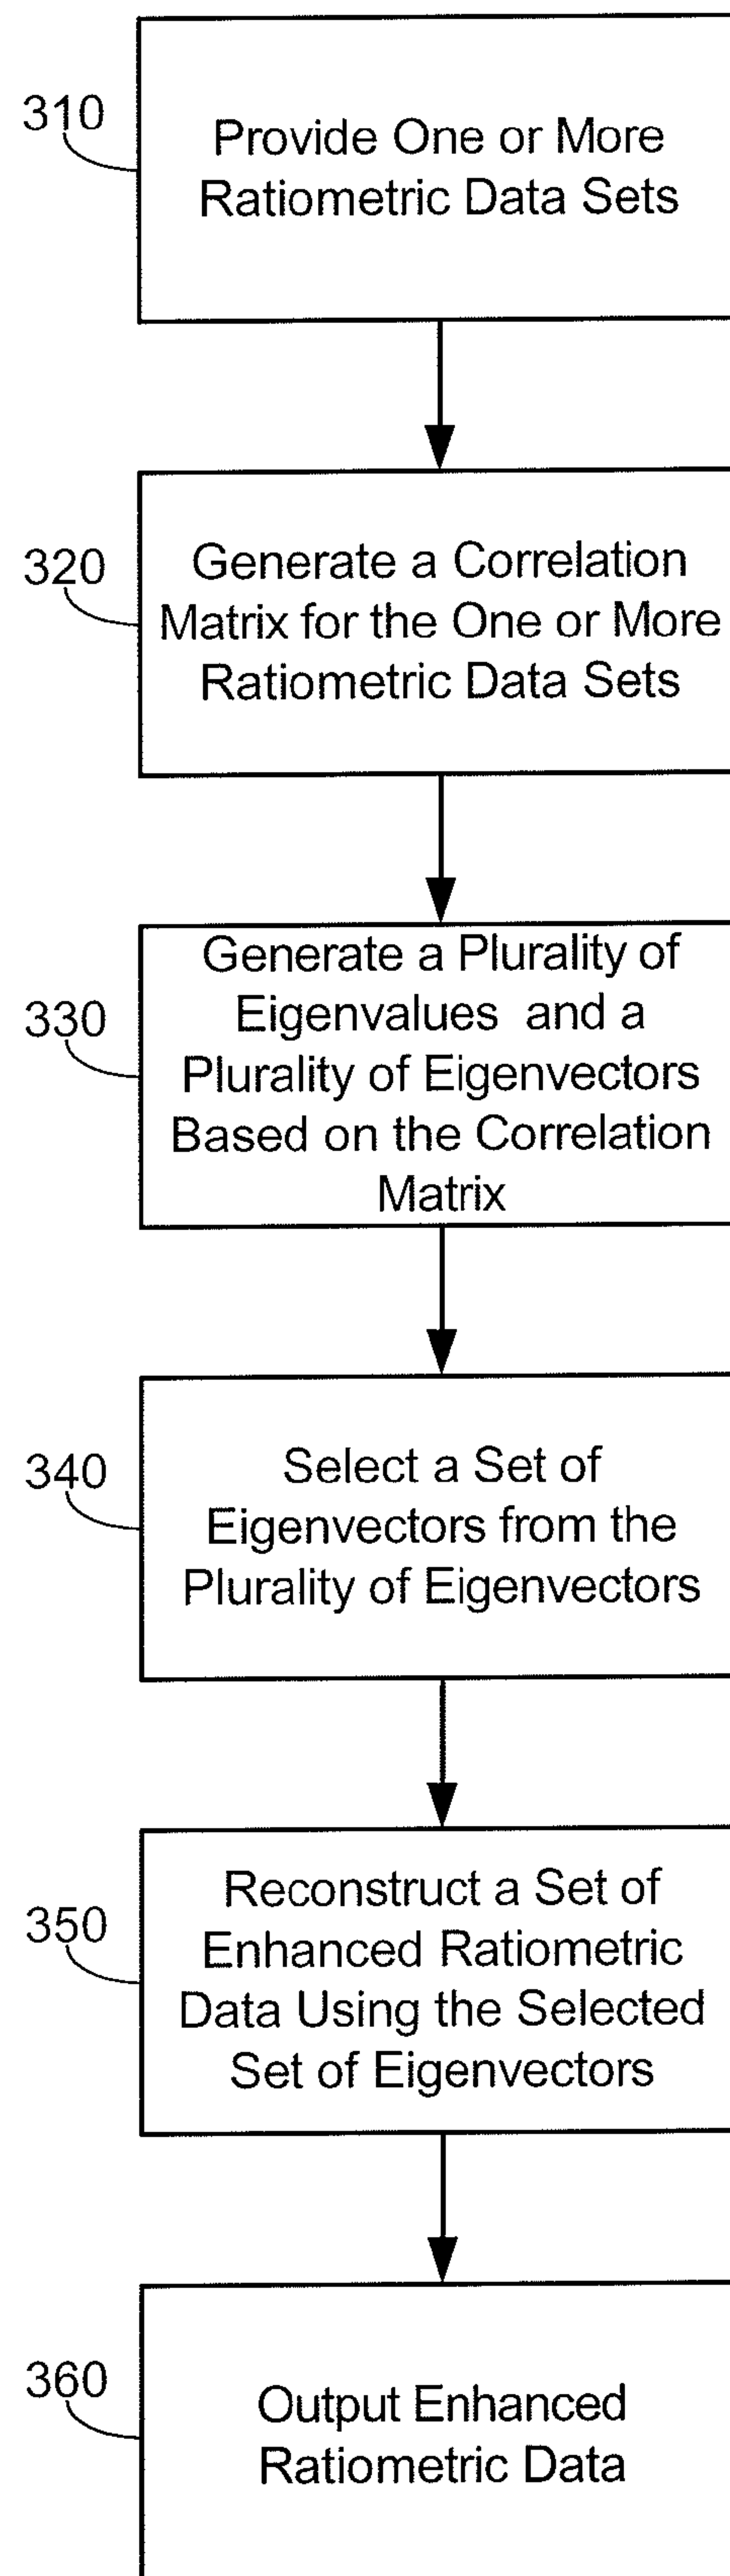 310
Provide One or More
Ratiometric Data Sets
320
Generate a Correlation
Matrix for the One or More
Ratiometric Data Sets
330
Generate a Plurality of
Eigenvalues and a
Plurality of Eigenvectors
Based on the Correlation
Matrix
340
Select a Set of
Eigenvectors from the
Plurality of Eigenvectors
350
Reconstruct a Set of
Enhanced Ratiometric
Data Using the Selected
Set of Eigenvectors
360
Output Enhanced
Ratiometric Data